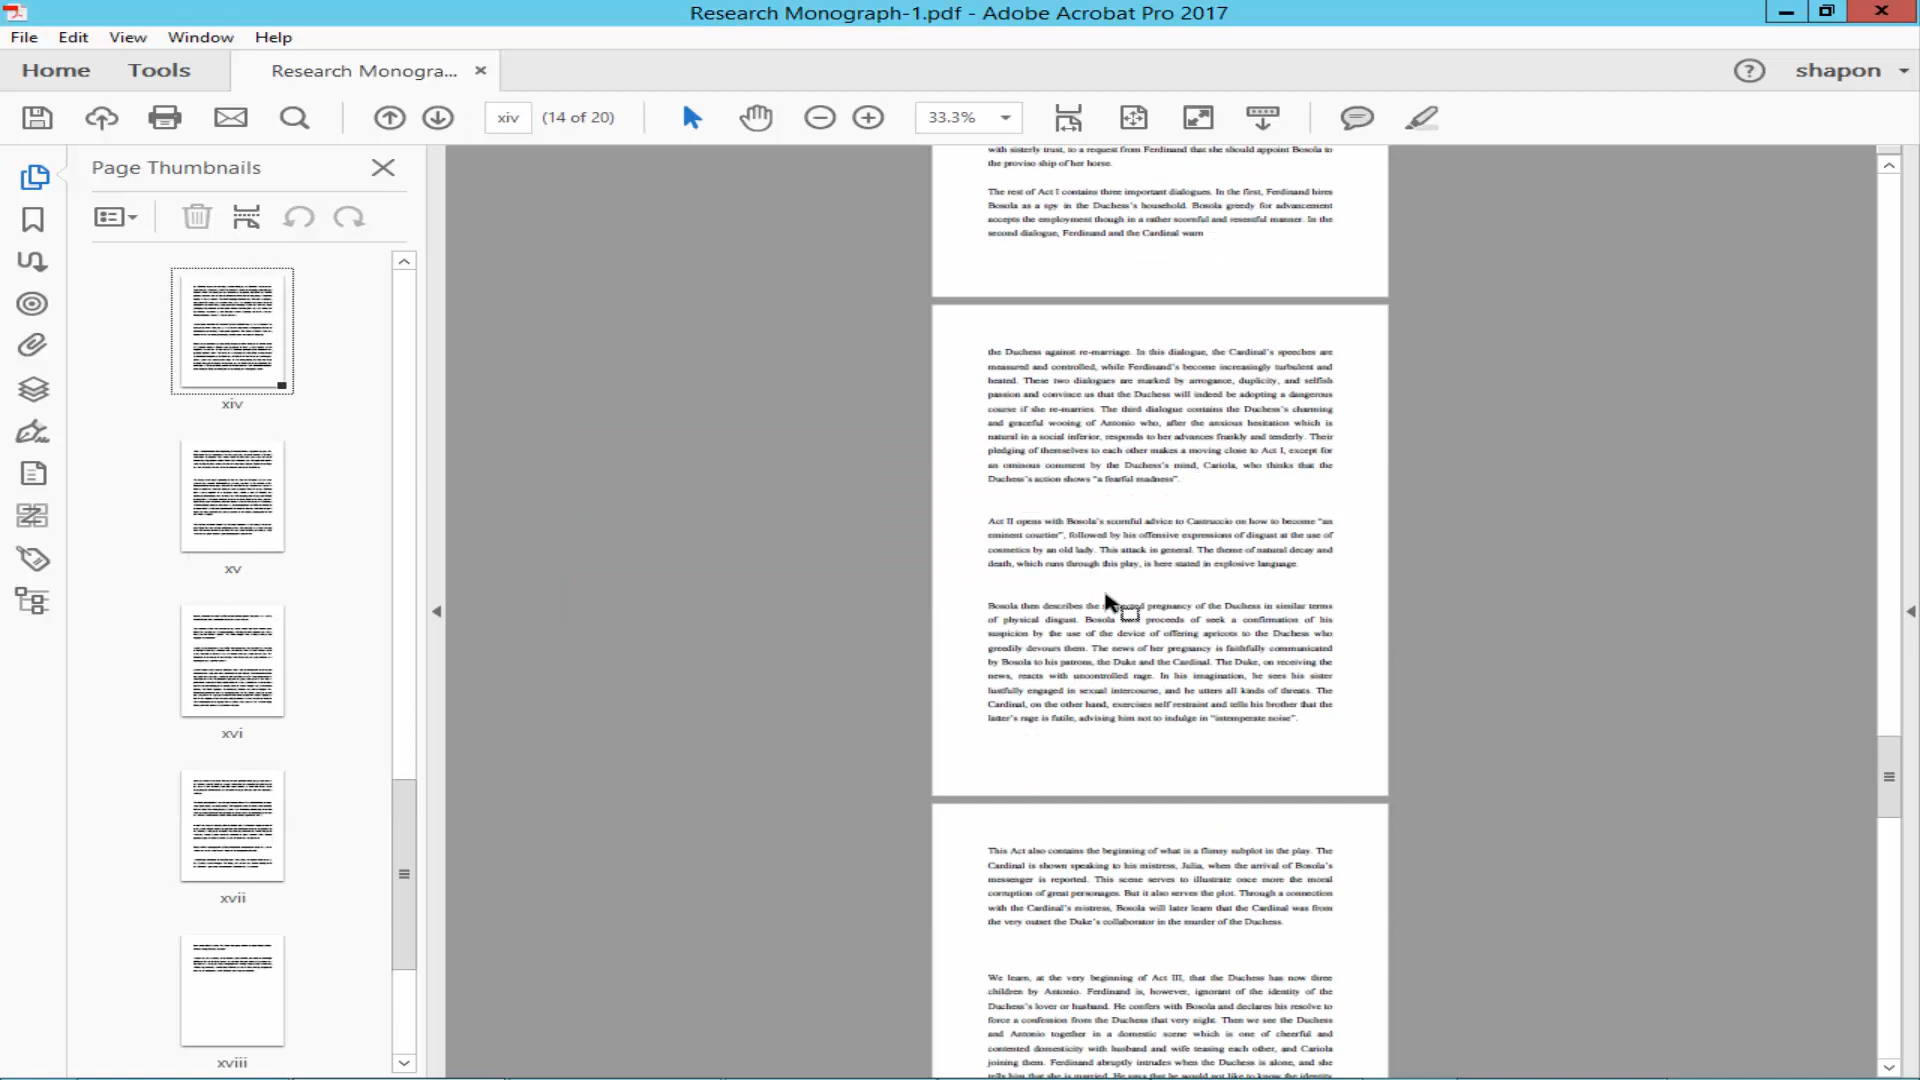 Research Monograph-1.pdf - Adobe Acrobat Pro 2017
File Edit View Window Help
Home Tools Research Monogra... shapon
xiv (14 of 20) 33.3%
Page Thumbnails
xiv
xv
xvi
xvii
xviii
with sisterly trust, to a request from Ferdinand that she should appoint Bosola to
the proviso ship of her horse.
The rest of Act I contains three important dialogues. In the first, Ferdinand hires
Bosola as a spy in the Duchess's household. Bosola greedy for advancement
accepts the employment though in a rather scornful and resentful manner. In the
second dialogue, Ferdinand and the Cardinal warn
the Duchess against re-marriage. In this dialogue, the Cardinal's speeches are
measured and controlled, while Ferdinand's become increasingly turbulent and
heated. These two dialogues are marked by arrogance, duplicity, and selfish
passion and convince us that the Duchess will indeed be adopting a dangerous
course if she re-marries. The third dialogue contains the Duchess's charming
and graceful wooing of Antonio who, after the anxious hesitation which is
natural in a social inferior, responds to her advances frankly and tenderly. Their
pledging of themselves to each other makes a moving close to Act I, except for
an ominous comment by the Duchess's mind, Cariola, who thinks that the
Duchess's action shows "a fearful madness".
Act II opens with Bosola's scornful advice to Castruccio on how to become "an
eminent courtier", followed by his offensive expressions of disgust at the use of
cosmetics by an old lady. This attack in general. The theme of natural decay and
death, which runs through this play, is here stated in explosive language.
Bosola then describes the pregnancy of the Duchess in similar terms
of physical disgust. Bosola proceeds of seek a confirmation of his
suspicion by the use of the device of offering apricots to the Duchess who
greedily devours them. The news of her pregnancy is faithfully communicated
by Bosola to his patrons, the Duke and the Cardinal. The Duke, on receiving the
news, reacts with uncontrolled rage. In his imagination, he sees his sister
lustfully engaged in sexual intercourse, and he utters all kinds of threats. The
Cardinal, on the other hand, exercises self restraint and tells his brother that the
latter's rage is futile, advising him not to indulge in "intemperate noise".
This Act also contains the beginning of what is a flimsy subplot in the play. The
Cardinal is shown speaking to his mistress, Julia, when the arrival of Bosola's
messenger is reported. This scene serves to illustrate once more the moral
corruption of great personages. But it also serves the plot. Through a connection
with the Cardinal's mistress, Bosola will later learn that the Cardinal was from
the very outset the Duke's collaborator in the murder of the Duchess.
We learn, at the very beginning of Act III, that the Duchess has now three
children by Antonio. Ferdinand is, however, ignorant of the identity of the
Duchess's lover or husband. He confers with Bosola and declares his resolve to
force a confession from the Duchess that very night. Then we see the Duchess
and Antonio together in a domestic scene which is one of cheerful and
contented domesticity with husband and wife teasing each other, and Cariola
joining them. Ferdinand abruptly intrudes when the Duchess is alone, and she
tells him that she is married. He says that he would not like to know the identity